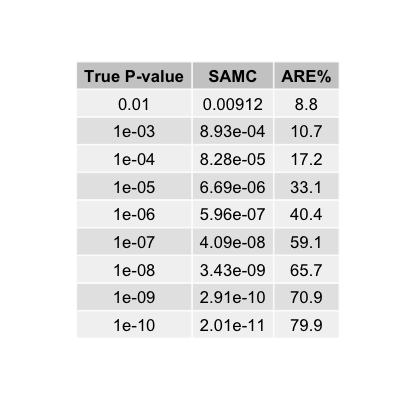 True P-value SAMC ARE%
0.01 0.00912 8.8
1e-03 8.93e-04 10.7
1e-04 8.28e-05 17.2
1e-05 6.69e-06 33.1
1e-06 5.96e-07 40.4
1e-07 4.09e-08 59.1
1e-08 3.43e-09 65.7
1e-09 2.91e-10 70.9
1e-10 2.01e-11 79.9